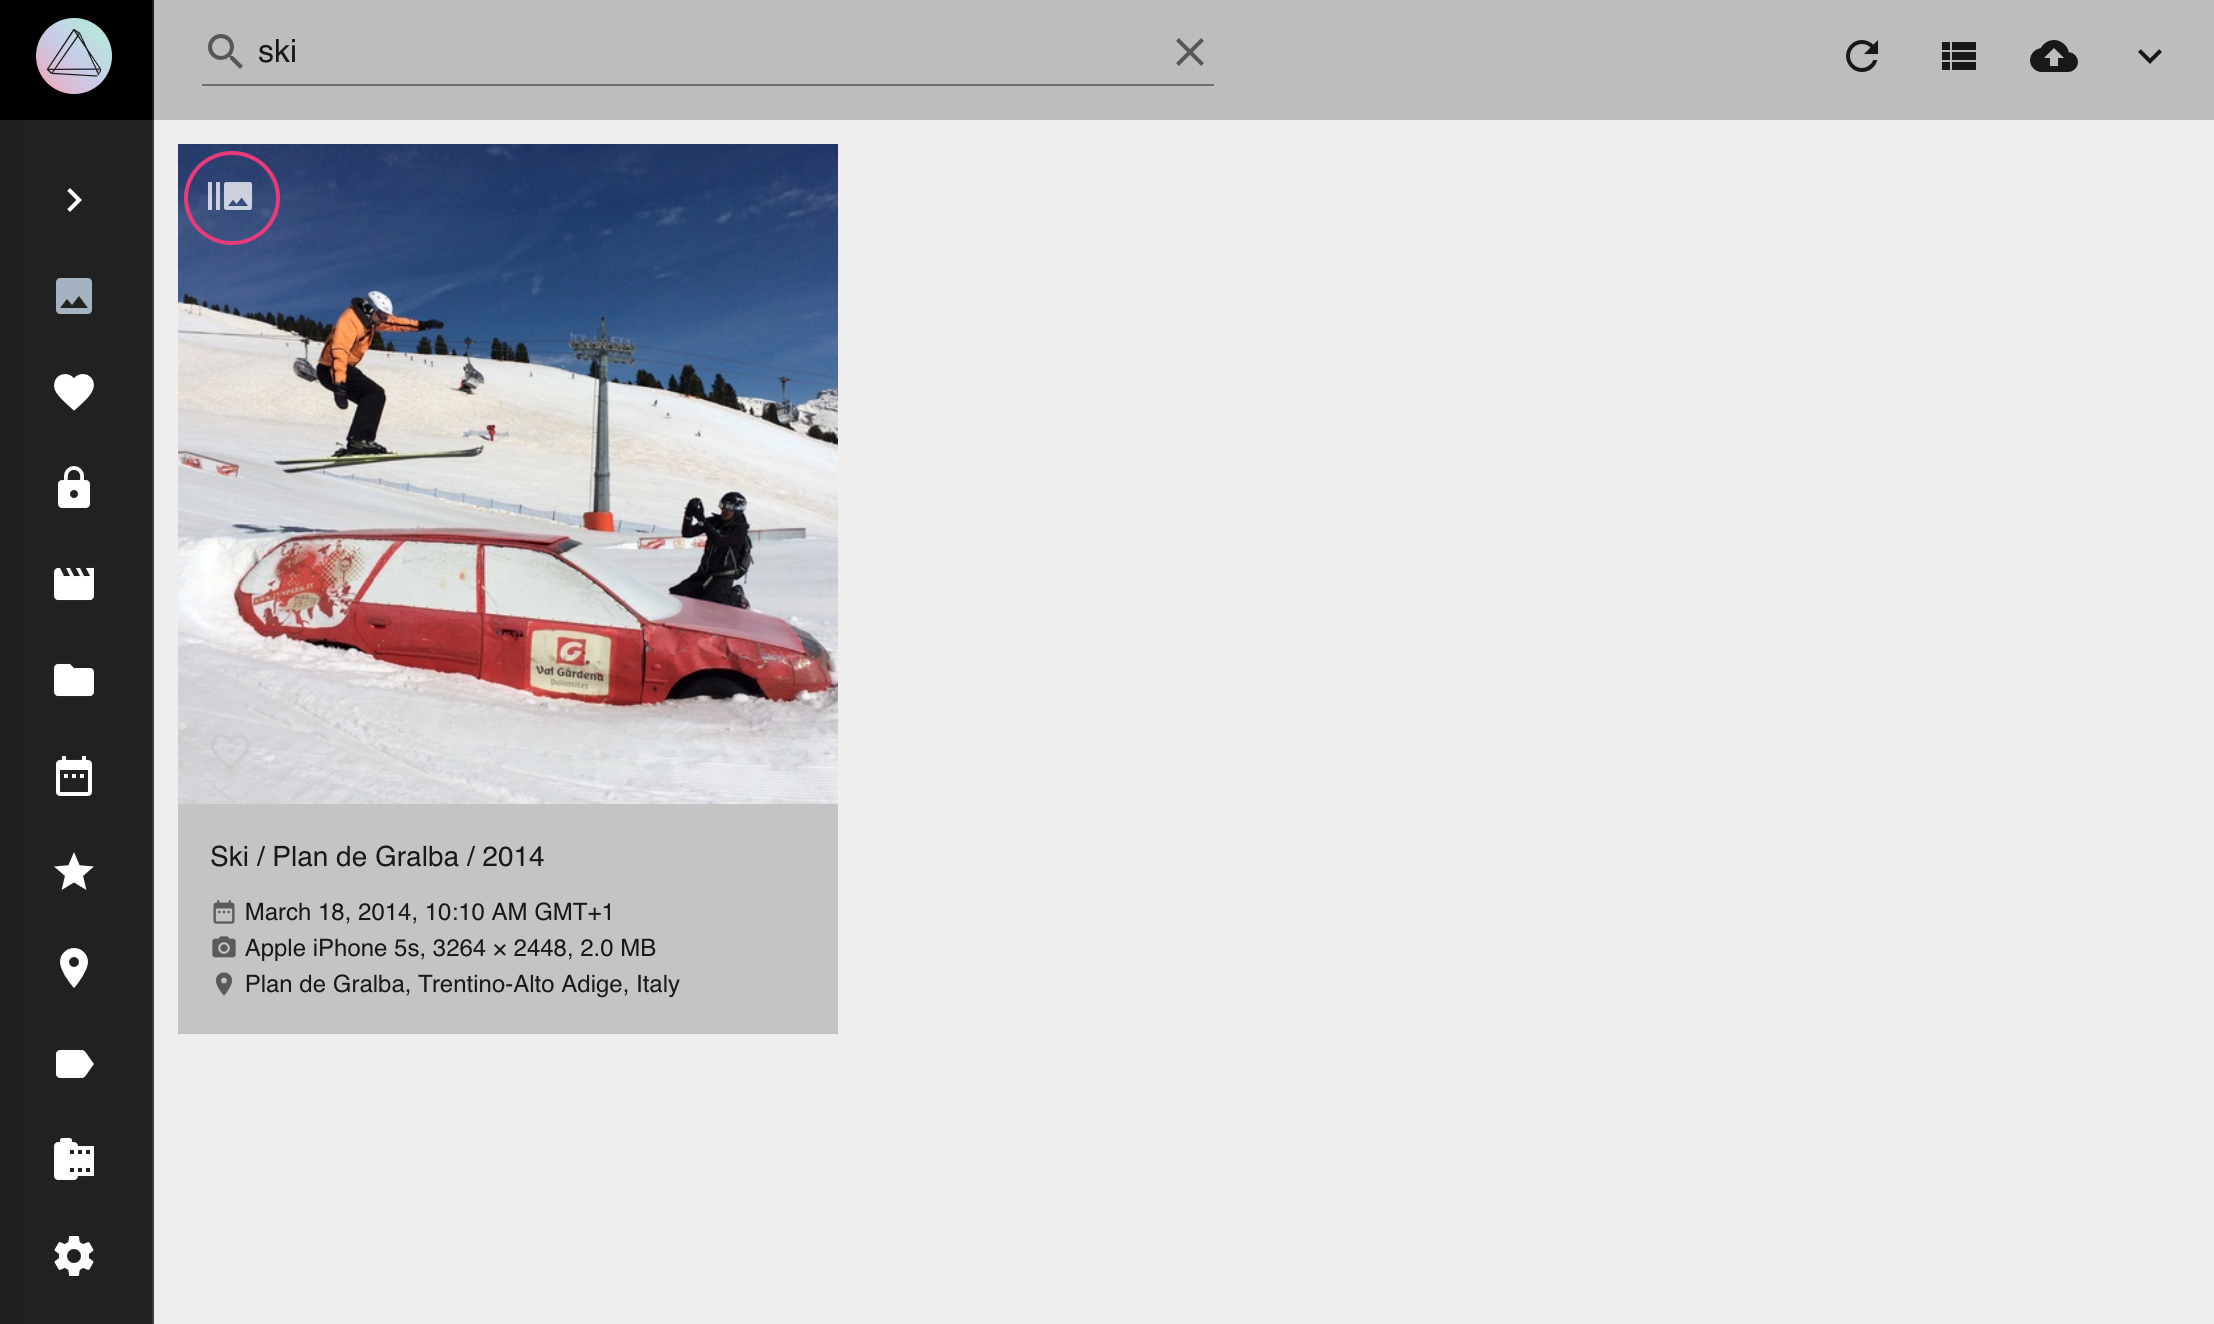 ski
Val Gardena
Dolomites
Ski / Plan de Gralba / 2014
March 18, 2014, 10:10 AM GMT+1
Apple iPhone 5s, 3264 × 2448, 2.0 MB
Plan de Gralba, Trentino-Alto Adige, Italy